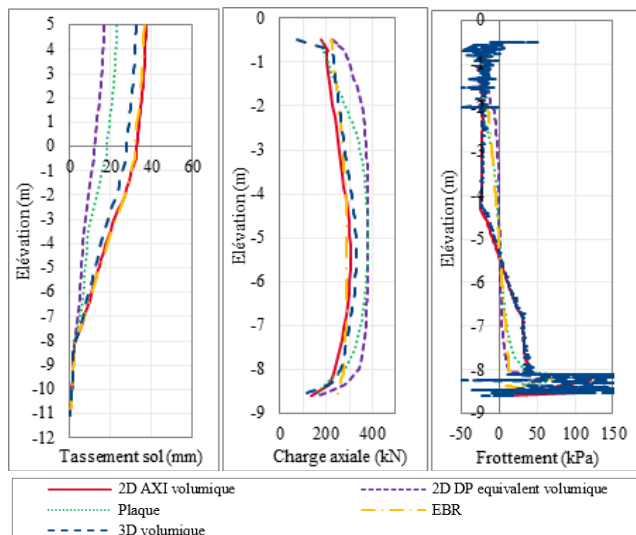 5
4
3
2
1
0
-1
-2
-3
-4
-5
-6
-7
-8
-9
-10
-11
-12
0 20 40 60
Elévation (m)
Tassement sol (mm)
-0
-1
-2
-3
-4
-5
-6
-7
-8
-9
0 200 400
Elévation (m)
Charge axiale (kN)
-0
-2
-3
-4
-5
-6
-7
-8
-9
-50 0 50 100 150
Elévation (m)
Frottement (kPa)
2D AXI volumique
2D DP equivalent volumique
Plaque
EBR
3D volumique